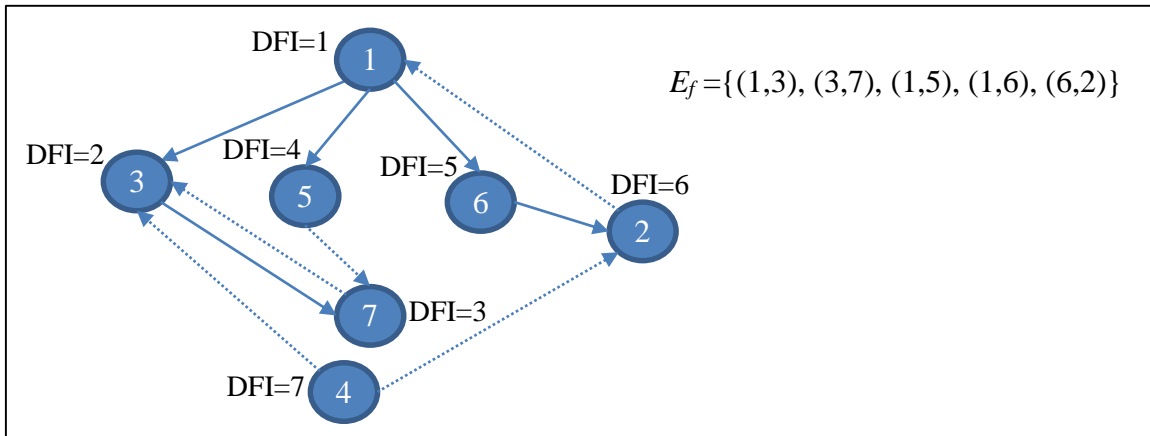 DFI=1
1
E_f={(1,3), (3,7), (1,5), (1,6), (6,2)}
DFI=2
DFI=4
DFI=5
DFI=6
3
5
6
2
7
DFI=3
DFI=7
4